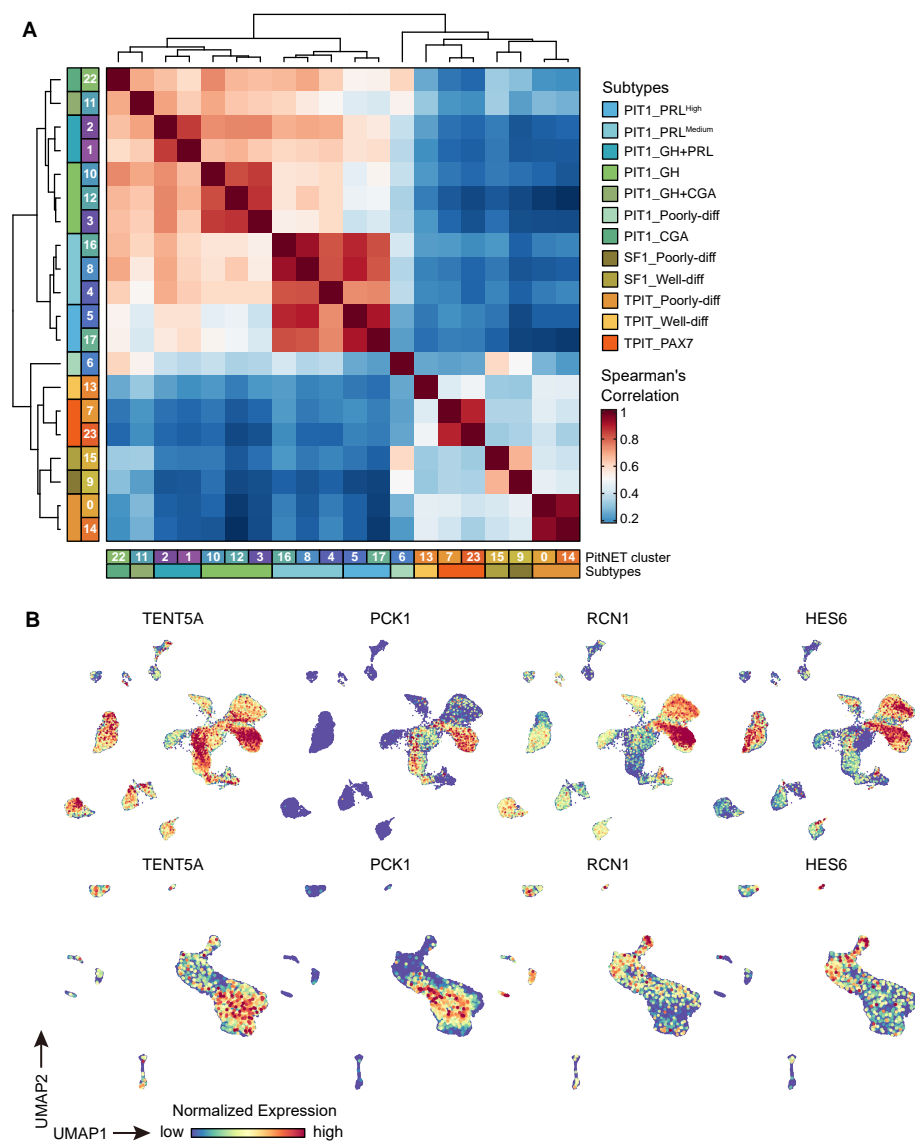 A
22
11
2
1
10
12
3
16
8
4
5
17
6
13
7
23
15
9
0
14
Subtypes
PIT1_PRLHigh
PIT1_PRLMedium
PIT1_GH+PRL
PIT1_GH
PIT1_GH+CGA
PIT1_Poorly-diff
PIT1_CGA
SF1_Poorly-diff
SF1_Well-diff
TPIT_Poorly-diff
TPIT_Well-diff
TPIT_PAX7
Spearman's
Correlation
1
0.8
0.6
0.4
0.2
22 11 2 1 10 12 3 16 8 4 5 17 6 13 7 23 15 9 0 14 PitNET cluster
Subtypes
B
TENT5A PCK1 RCN1 HES6
TENT5A PCK1 RCN1 HES6
UMAP2
UMAP1
Normalized Expression
low high